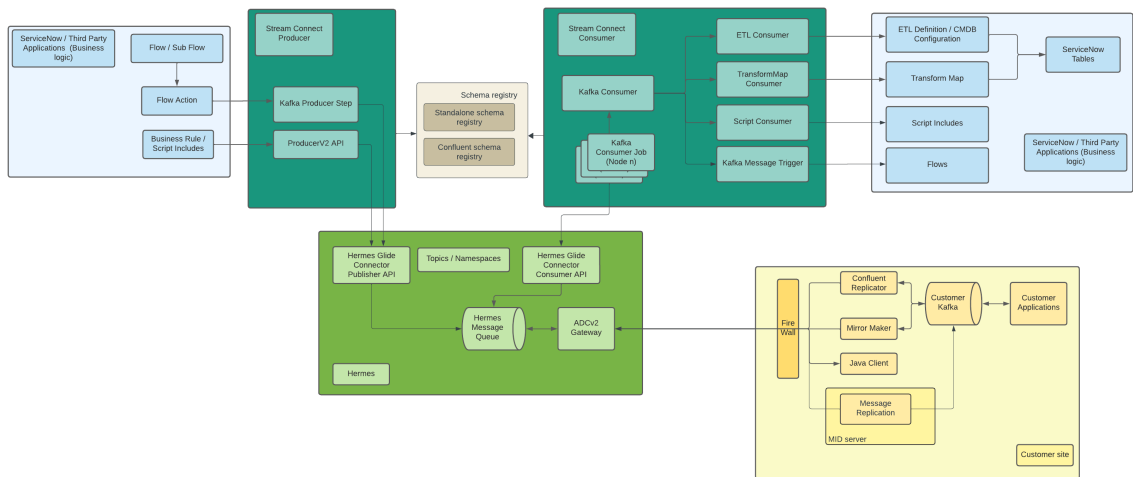 ServiceNow / Third Party
Applications (Business
logic)
Flow / Sub Flow
Flow Action
Business Rule /
Script Includes
Stream Connect
Producer
Kafka Producer Step
ProducerV2 API
Schema registry
Standalone schema
registry
Confluent schema
registry
Stream Connect
Consumer
Kafka Consumer
Kafka
Consumer Job
(Node n)
ETL Consumer
TransformMap
Consumer
Script Consumer
Kafka Message Trigger
ETL Definition / CMDB
Configuration
Transform Map
Script Includes
Flows
ServiceNow
Tables
ServiceNow / Third Party
Applications (Business
logic)
Hermes Glide
Connector
Publisher API
Topics / Namespaces
Hermes Glide
Connector
Consumer API
Hermes
Message
Queue
ADCv2
Gateway
Hermes
Fire
Wall
Confluent
Replicator
Mirror Maker
Java Client
Message
Replication
MID server
Customer
Kafka
Customer
Applications
Customer site